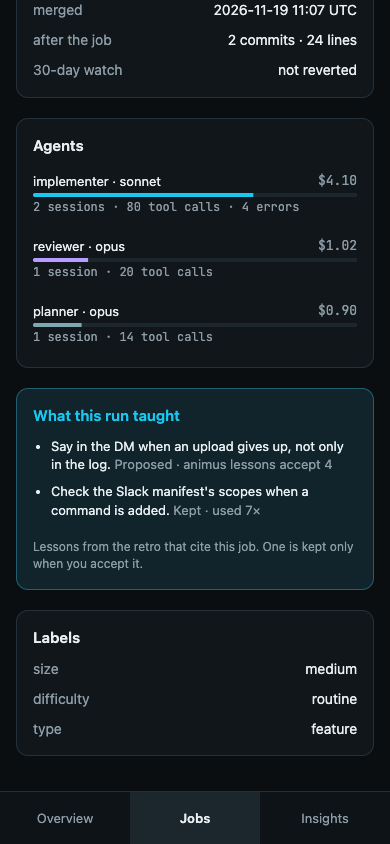 merged 2026-11-19 11:07 UTC
after the job 2 commits · 24 lines
30-day watch not reverted
Agents
implementer · sonnet $4.10
2 sessions · 80 tool calls · 4 errors
reviewer · opus $1.02
1 session · 20 tool calls
planner · opus $0.90
1 session · 14 tool calls
What this run taught
• Say in the DM when an upload gives up, not only
in the log. Proposed · animus lessons accept 4
• Check the Slack manifest's scopes when a
command is added. Kept · used 7×
Lessons from the retro that cite this job. One is kept only
when you accept it.
Labels
size medium
difficulty routine
type feature
Overview Jobs Insights